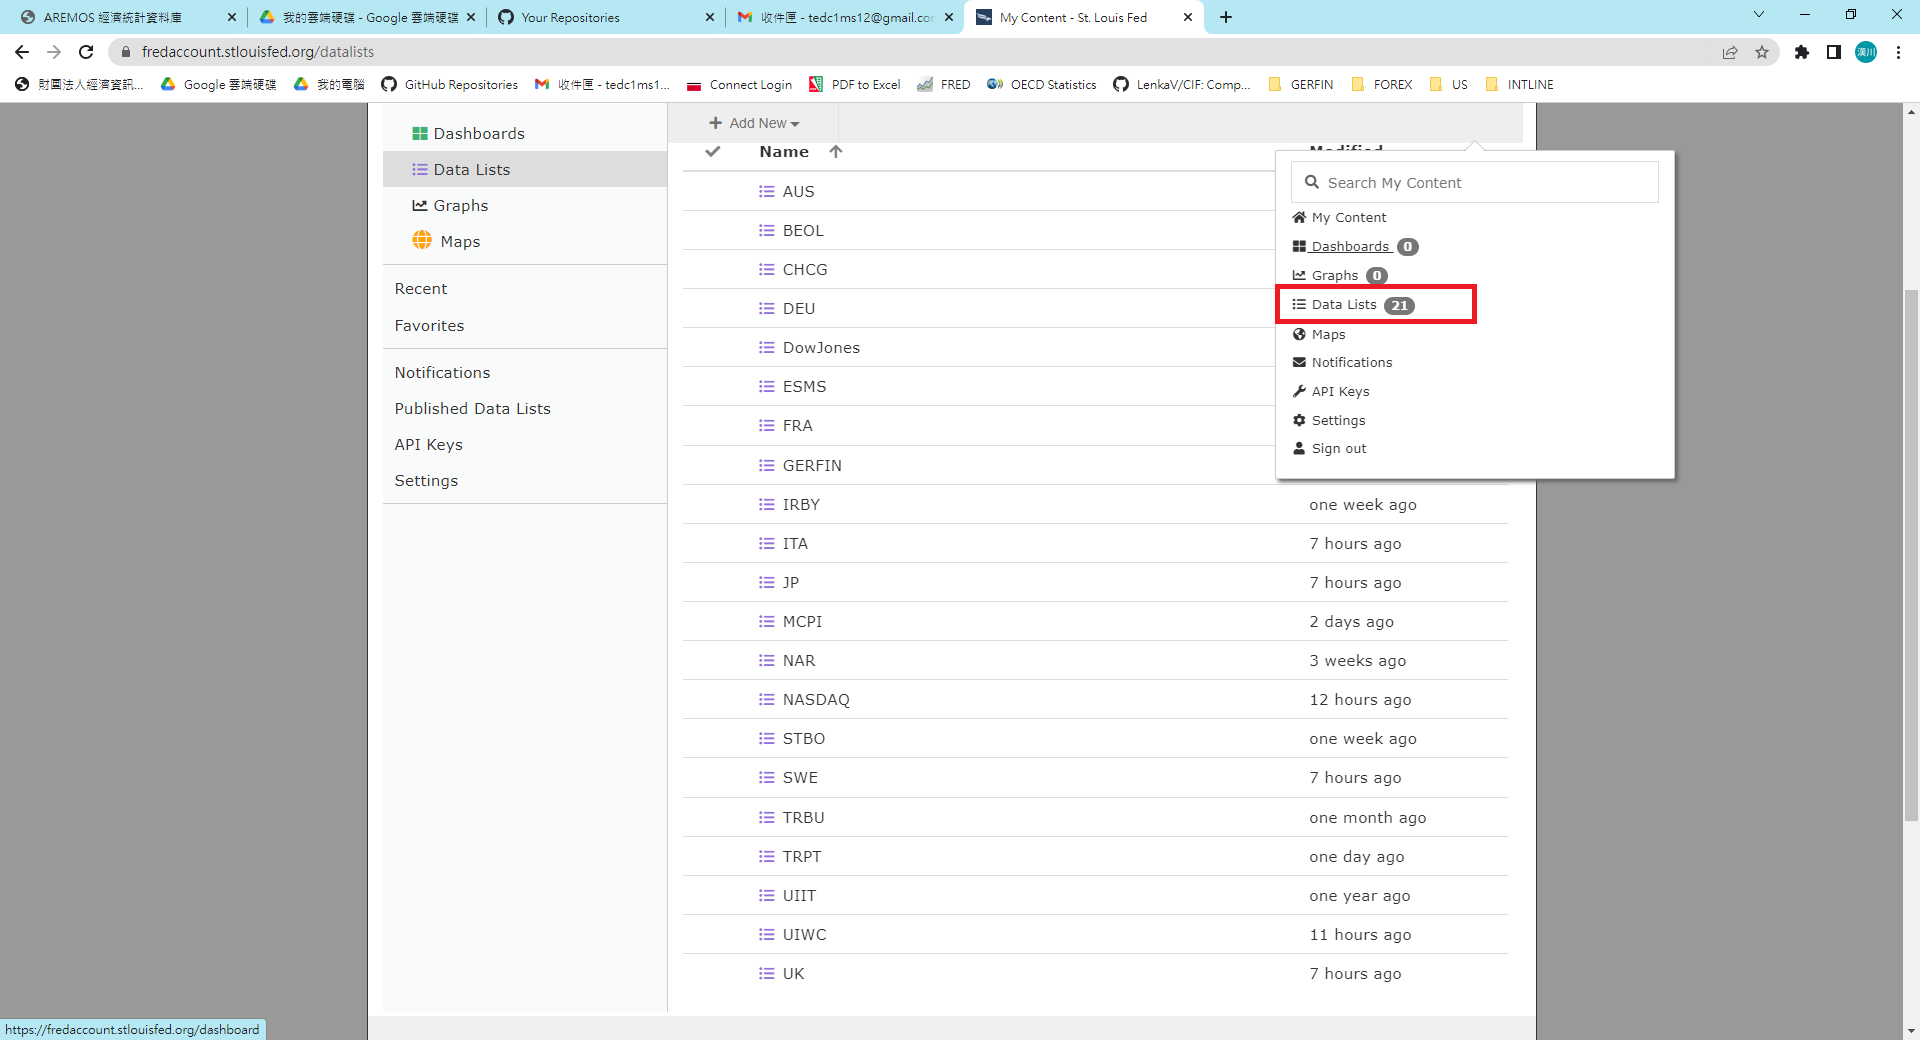 AREMOS 經濟統計資料庫
我的雲端硬碟 - Google 雲端硬碟
Your Repositories
收件匣 - tedc1ms12@gmail.co
My Content - St. Louis Fed
fredaccount.stlouisfed.org/datalists
漢川
財團法人經濟資訊...
Google 雲端硬碟
我的電腦
GitHub Repositories
收件匣 - tedc1ms1...
Connect Login
PDF to Excel
FRED
OECD Statistics
LenkaV/CIF: Comp...
GERFIN
FOREX
US
INTLINE
Dashboards
Data Lists
Graphs
Maps
Recent
Favorites
Notifications
Published Data Lists
API Keys
Settings
Add New
Name
Modified
AUS
BEOL
CHCG
DEU
DowJones
ESMS
FRA
GERFIN
IRBY one week ago
ITA 7 hours ago
JP 7 hours ago
MCPI 2 days ago
NAR 3 weeks ago
NASDAQ 12 hours ago
STBO one week ago
SWE 7 hours ago
TRBU one month ago
TRPT one day ago
UIIT one year ago
UIWC 11 hours ago
UK 7 hours ago
Search My Content
My Content
Dashboards 0
Graphs 0
Data Lists 21
Maps
Notifications
API Keys
Settings
Sign out
https://fredaccount.stlouisfed.org/dashboard